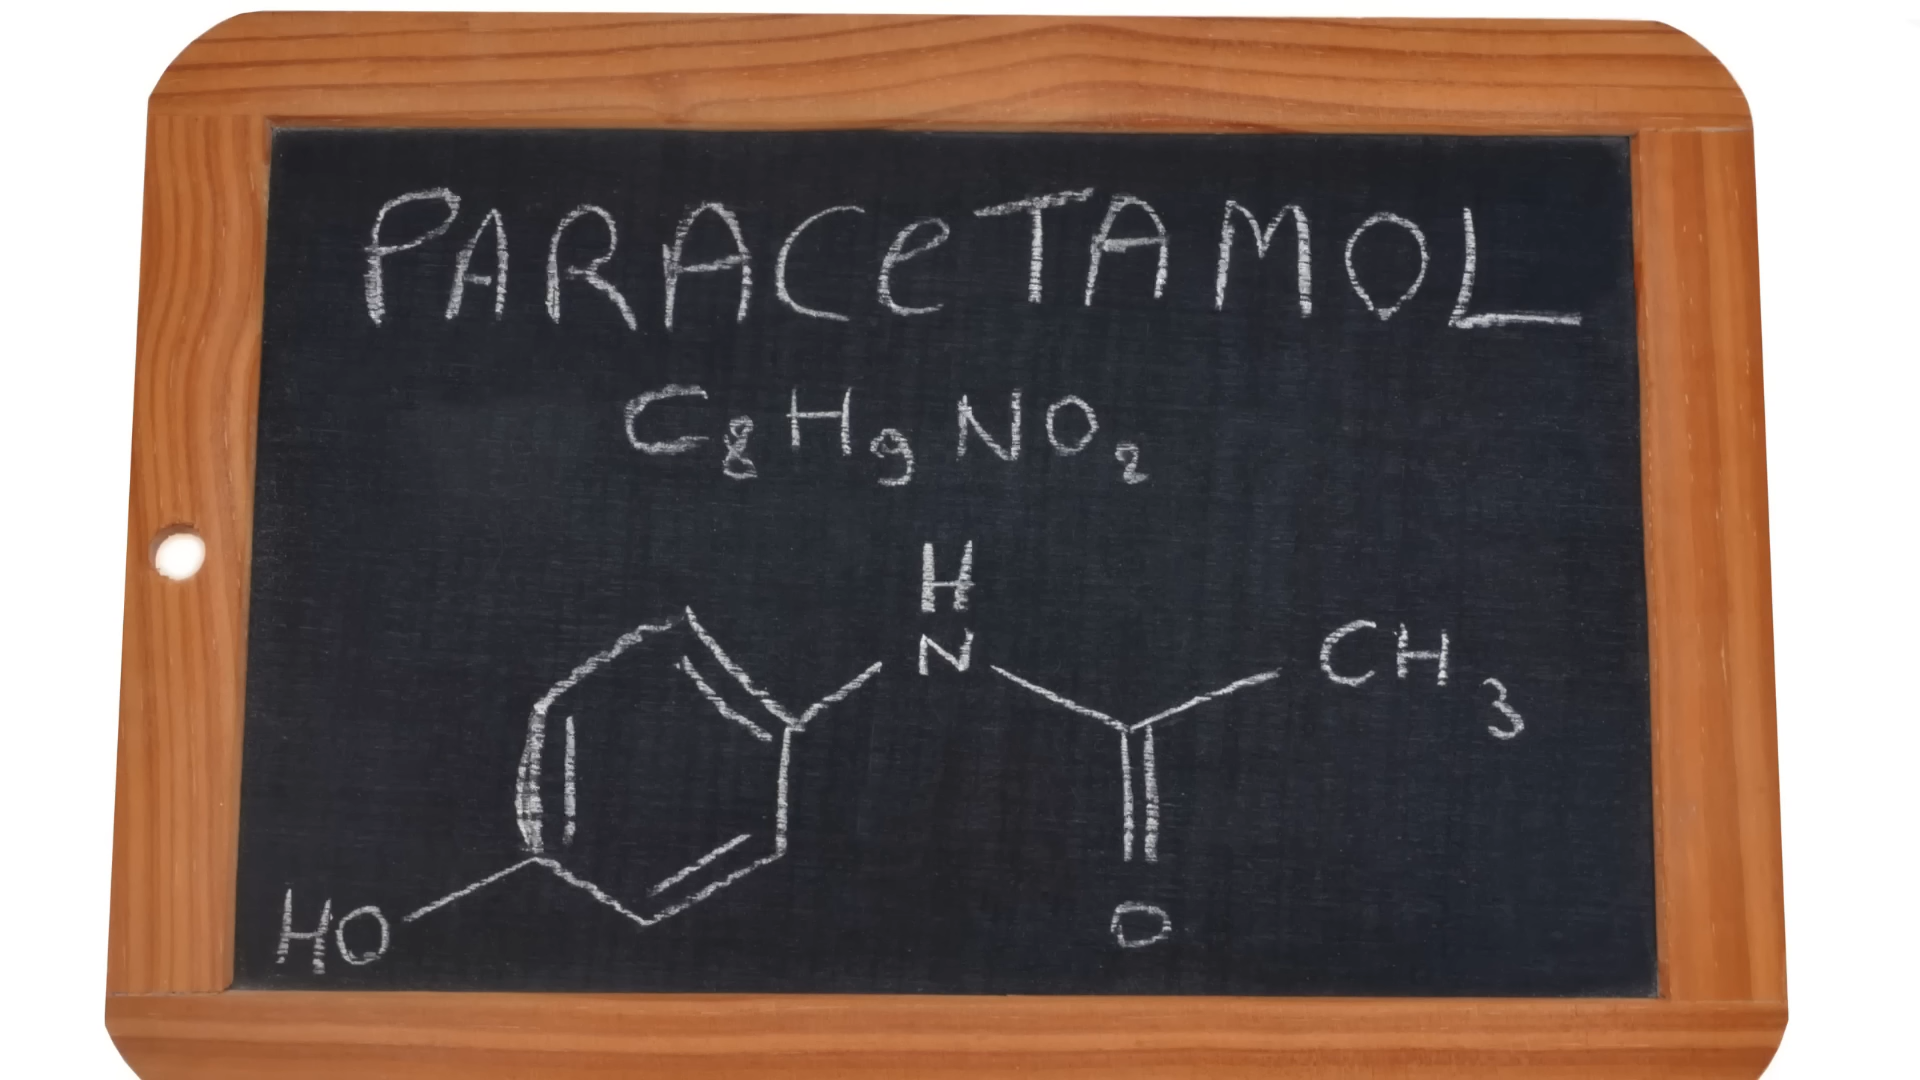 PARACeTAMOL
C₈H₉NO₂
H
N
CH₃
HO
O